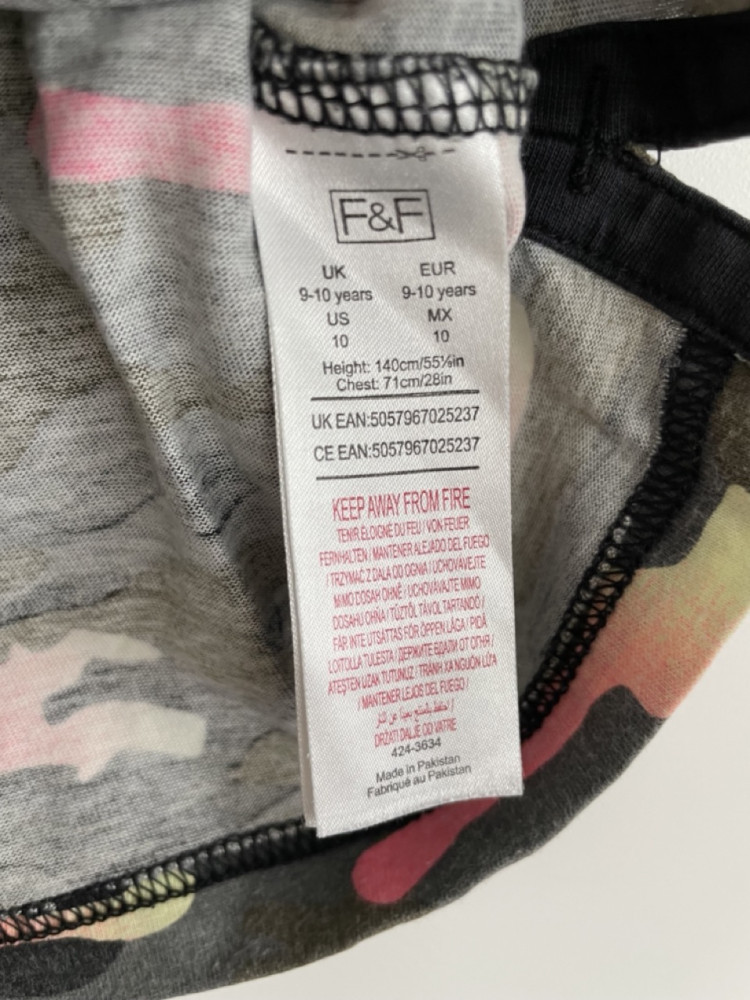 F&F
UK EUR
9-10 years 9-10 years
US MX
10 10
Height: 140cm/55⅛in
Chest: 71cm/28in
UK EAN:5057967025237
CE EAN:5057967025237
KEEP AWAY FROM FIRE
TENIR ÉLOIGNÉ DU FEU / VON FEUER
FERNHALTEN / MANTENER ALEJADO DEL FUEGO
/ TRZYMAĆ Z DALA OD OGNIA / UCHOVÁVEJTE
MIMO DOSAH OHNĚ / UCHOVÁVAJTE MIMO
DOSAHU OHŇA / TŰZTŐL TÁVOL TARTANDÓ /
FÅR INTE UTSÄTTAS FÖR ÖPPEN LÅGA / PIDÄ
LOITOLLA TULESTA / ДЕРЖИТЕ ВДАЛИ ОТ ОГНЯ /
ATEŞTEN UZAK TUTUNUZ / TRÁNH XA NGUỒN LỬA
/ MANTENER LEJOS DEL FUEGO /
DRŽATI DALJE OD VATRE
424-3634
Made in Pakistan
Fabriqué au Pakistan